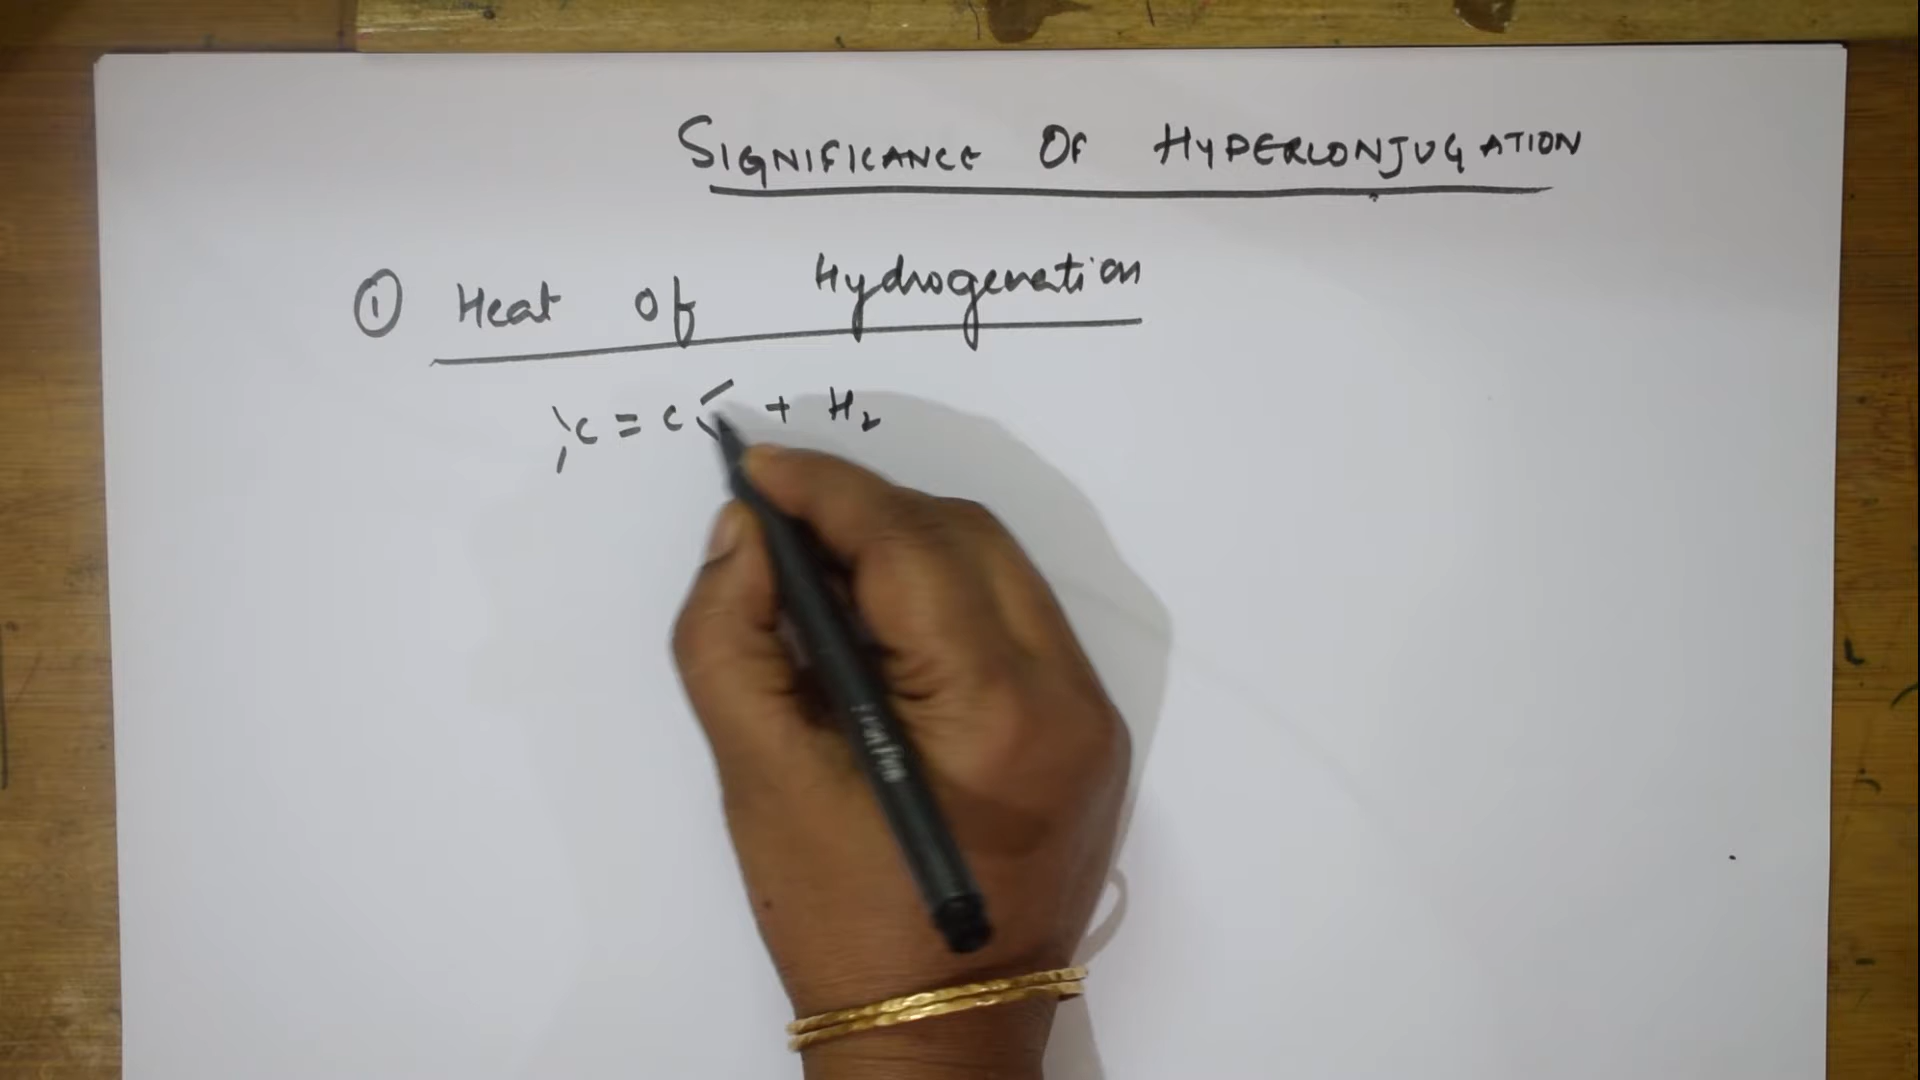 SIGNIFICANCE OF HYPERCONJUGATION
① Heat of Hydrogenation
C = C + H₂